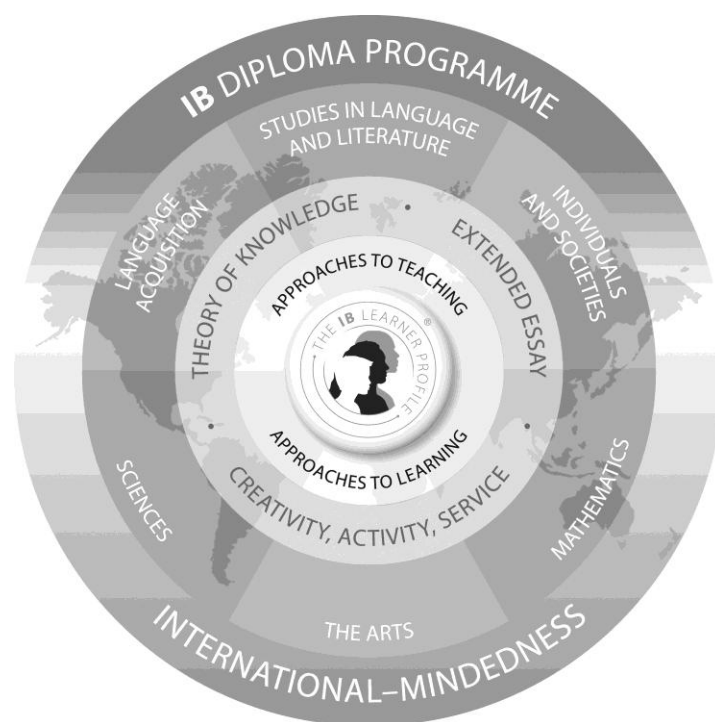 IB DIPLOMA PROGRAMME
STUDIES IN LANGUAGE
AND LITERATURE
LANGUAGE
ACQUISITION
INDIVIDUALS
AND SOCIETIES
THEORY OF KNOWLEDGE
EXTENDED ESSAY
APPROACHES TO TEACHING
THE IB LEARNER PROFILE ®
APPROACHES TO LEARNING
CREATIVITY, ACTIVITY, SERVICE
SCIENCES
MATHEMATICS
THE ARTS
INTERNATIONAL–MINDEDNESS